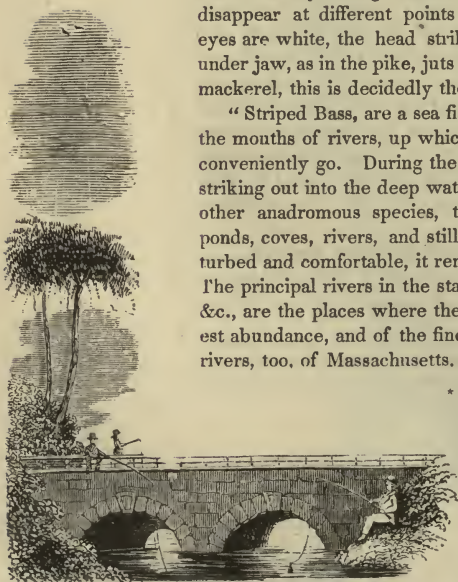 disappear at different points
eyes are white, the head strik
under jaw, as in the pike, juts
mackerel, this is decidedly the
" Striped Bass, are a sea fi
the mouths of rivers, up whic
conveniently go. During the
striking out into the deep wat
other anadromous species, t
ponds, coves, rivers, and still
turbed and comfortable, it re
The principal rivers in the sta
&c., are the places where the
est abundance, and of the fine
rivers, too, of Massachusetts.
*